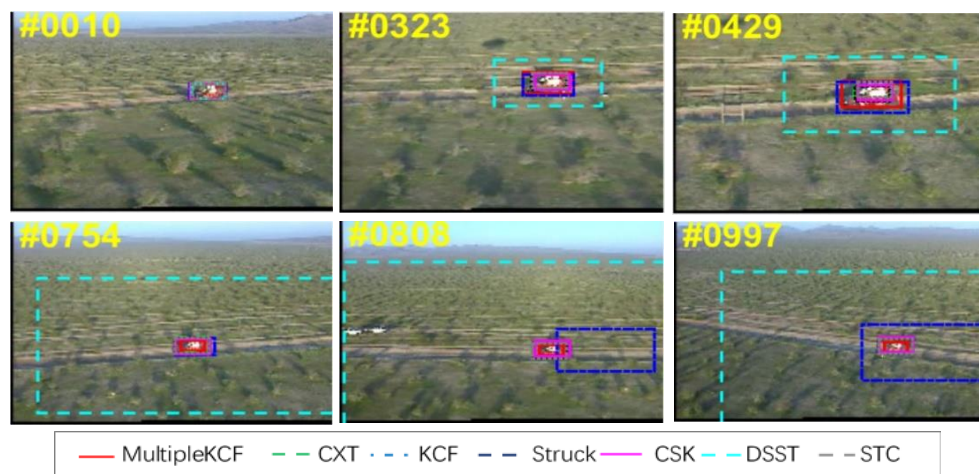 #0010 #0323 #0429
#0754 #0808 #0997
MultipleKCF CXT KCF Struck CSK DSST STC